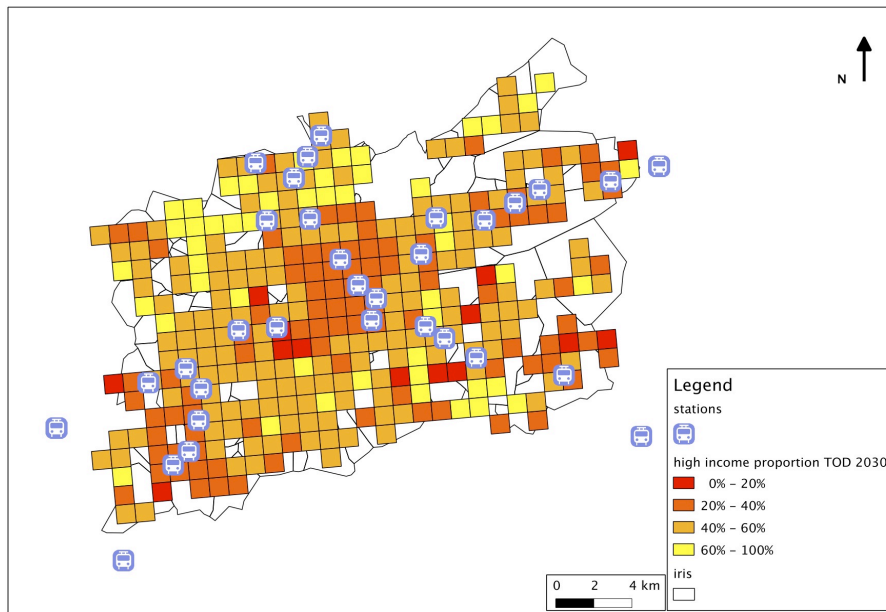 N
Legend
stations
high income proportion TOD 2030
0% - 20%
20% - 40%
40% - 60%
60% - 100%
iris
0 2 4 km